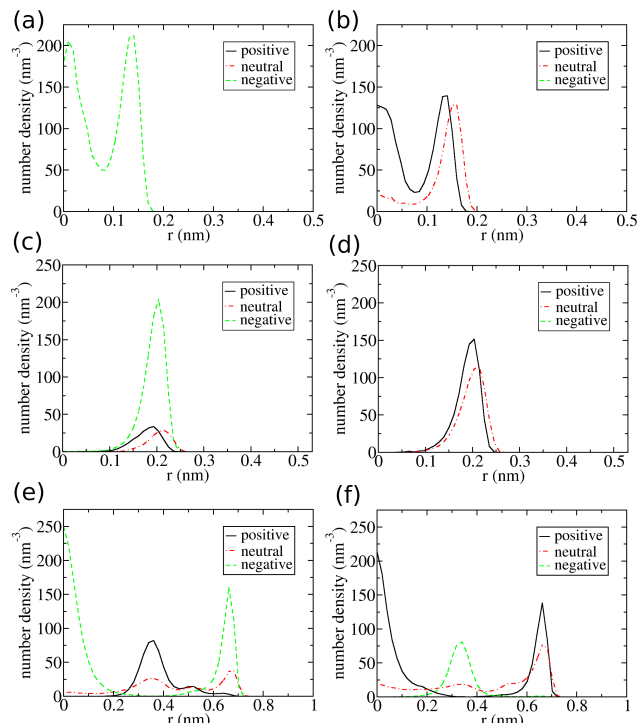 (a)
number density (nm-3)
200
150
100
50
0
0 0.1 0.2 0.3 0.4 0.5
r (nm)
positive
neutral
negative
(b)
number density (nm-3)
200
150
100
50
0
0 0.1 0.2 0.3 0.4 0.5
r (nm)
positive
neutral
negative
(c)
number density (nm-3)
250
200
150
100
50
0
0 0.1 0.2 0.3 0.4 0.5
r (nm)
positive
neutral
negative
(d)
number density (nm-3)
250
200
150
100
50
0
0 0.1 0.2 0.3 0.4 0.5
r (nm)
positive
neutral
negative
(e)
number density (nm-3)
250
200
150
100
50
0
0 0.2 0.4 0.6 0.8 1
r (nm)
positive
neutral
negative
(f)
number density (nm-3)
250
200
150
100
50
0
0 0.2 0.4 0.6 0.8 1
r (nm)
positive
neutral
negative